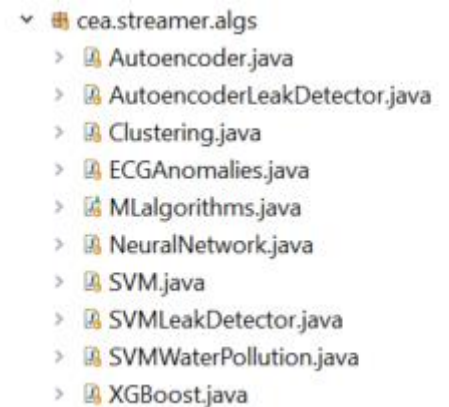 cea.streamer.algs
Autoencoder.java
AutoencoderLeakDetector.java
Clustering.java
ECGAnomalies.java
MLalgorithms.java
NeuralNetwork.java
SVM.java
SVMLeakDetector.java
SVMWaterPollution.java
XGBoost.java